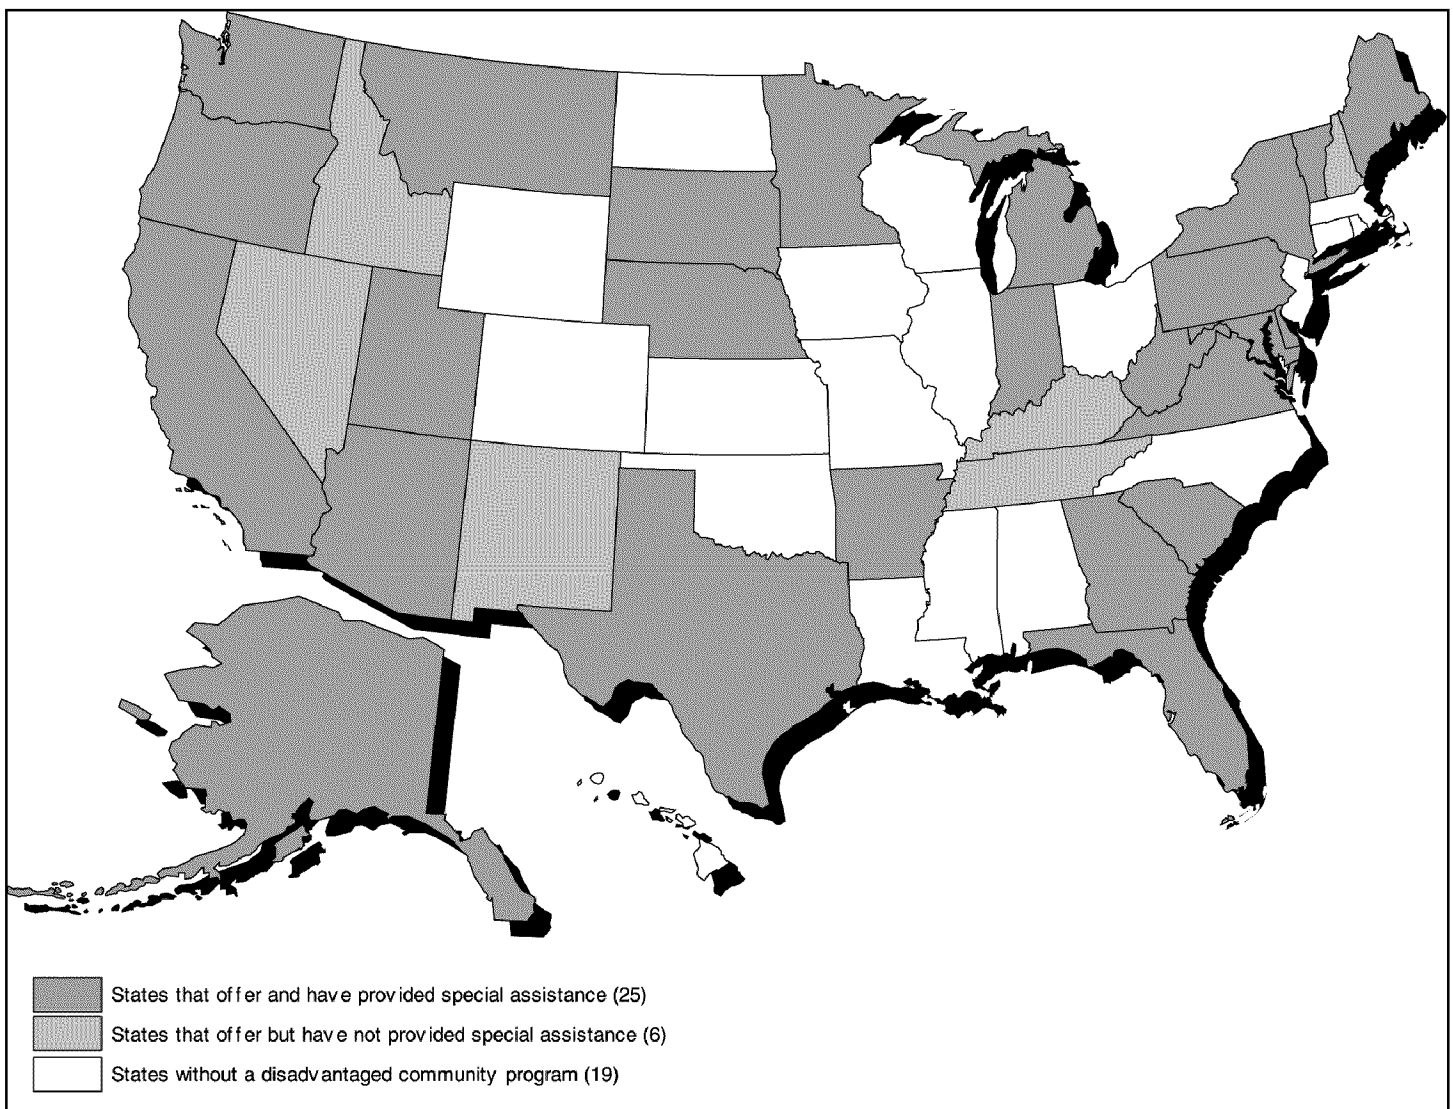 States that offer and have provided special assistance (25)
States that offer but have not provided special assistance (6)
States without a disadvantaged community program (19)